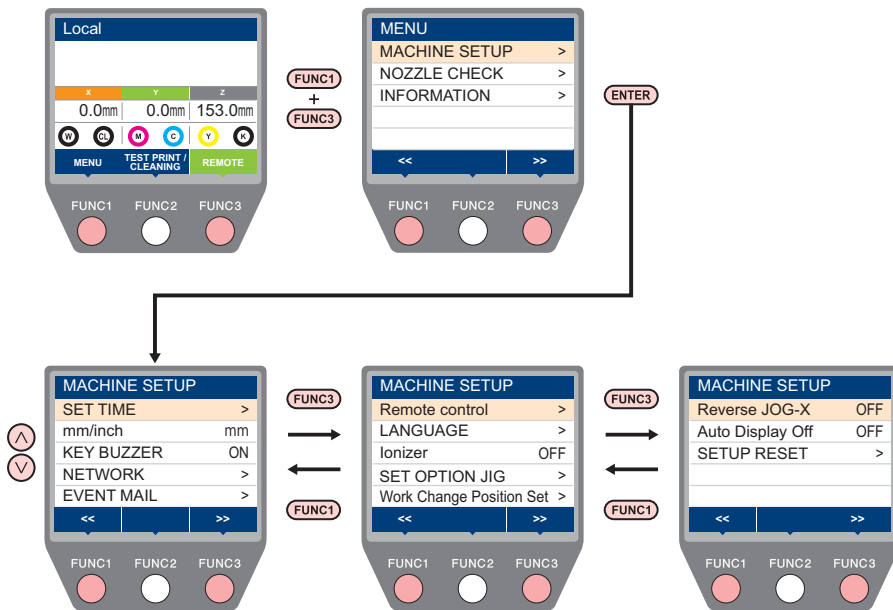 Local
X Y Z
0.0mm 0.0mm 153.0mm
W CL M C Y K
MENU TEST PRINT / CLEANING REMOTE
FUNC1 FUNC2 FUNC3
FUNC1
+
FUNC3
MENU
MACHINE SETUP >
NOZZLE CHECK >
INFORMATION >
<< >>
FUNC1 FUNC2 FUNC3
ENTER
MACHINE SETUP
SET TIME >
mm/inch mm
KEY BUZZER ON
NETWORK >
EVENT MAIL >
<< >>
FUNC1 FUNC2 FUNC3
FUNC3
FUNC1
MACHINE SETUP
Remote control >
LANGUAGE >
Ionizer OFF
SET OPTION JIG >
Work Change Position Set >
<< >>
FUNC1 FUNC2 FUNC3
FUNC3
FUNC1
MACHINE SETUP
Reverse JOG-X OFF
Auto Display Off OFF
SETUP RESET >
<< >>
FUNC1 FUNC2 FUNC3